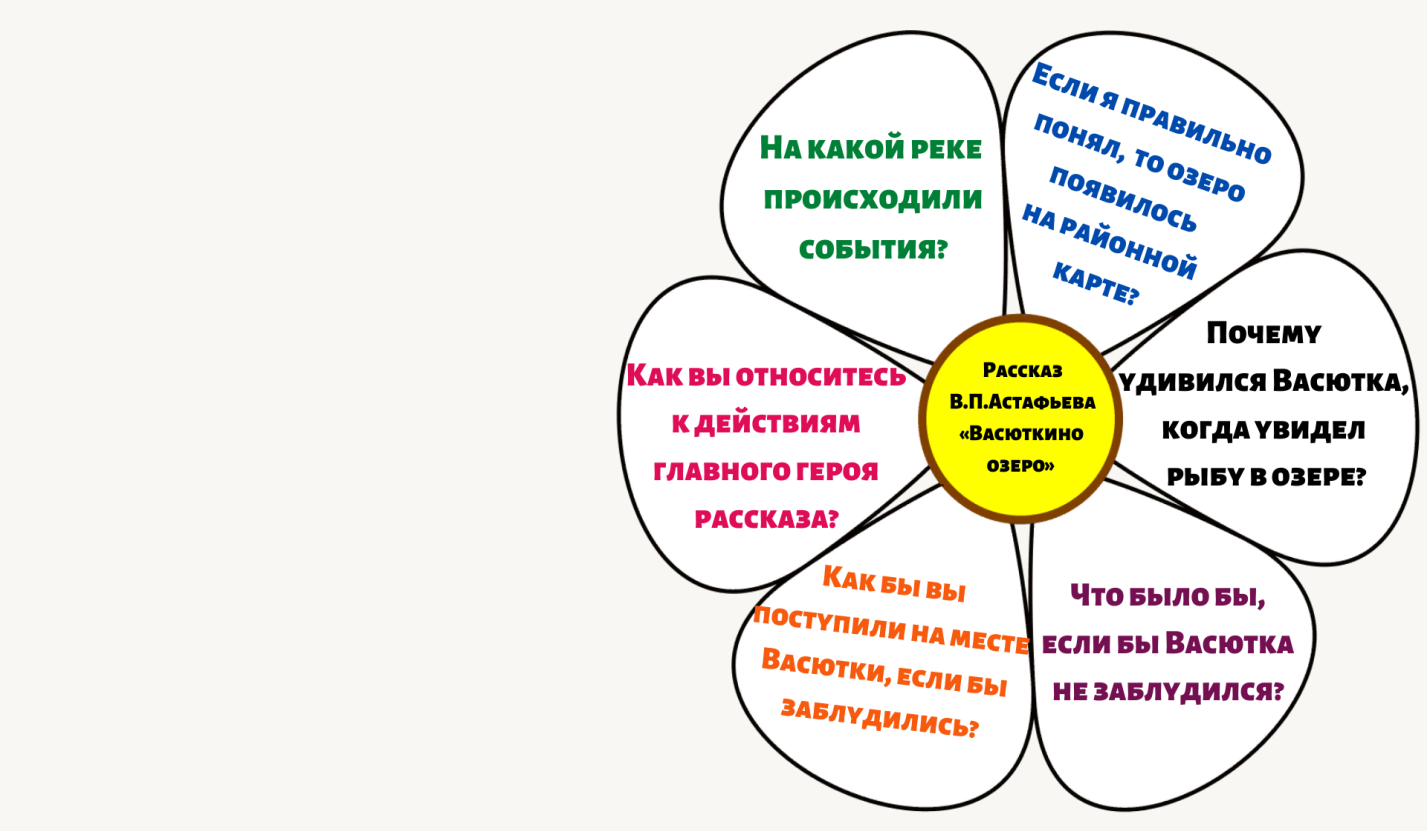 На какой реке
происходили
события?
Если я правильно
понял, то озеро
появилось
на районной
карте?
Почему
удивился Васютка,
когда увидел
рыбу в озере?
Что было бы,
если бы Васютка
не заблудился?
Как бы вы
поступили на месте
Васютки, если бы
заблудились?
Как вы относитесь
к действиям
главного героя
рассказа?
Рассказ
В.П.Астафьева
«Васюткино
озеро»